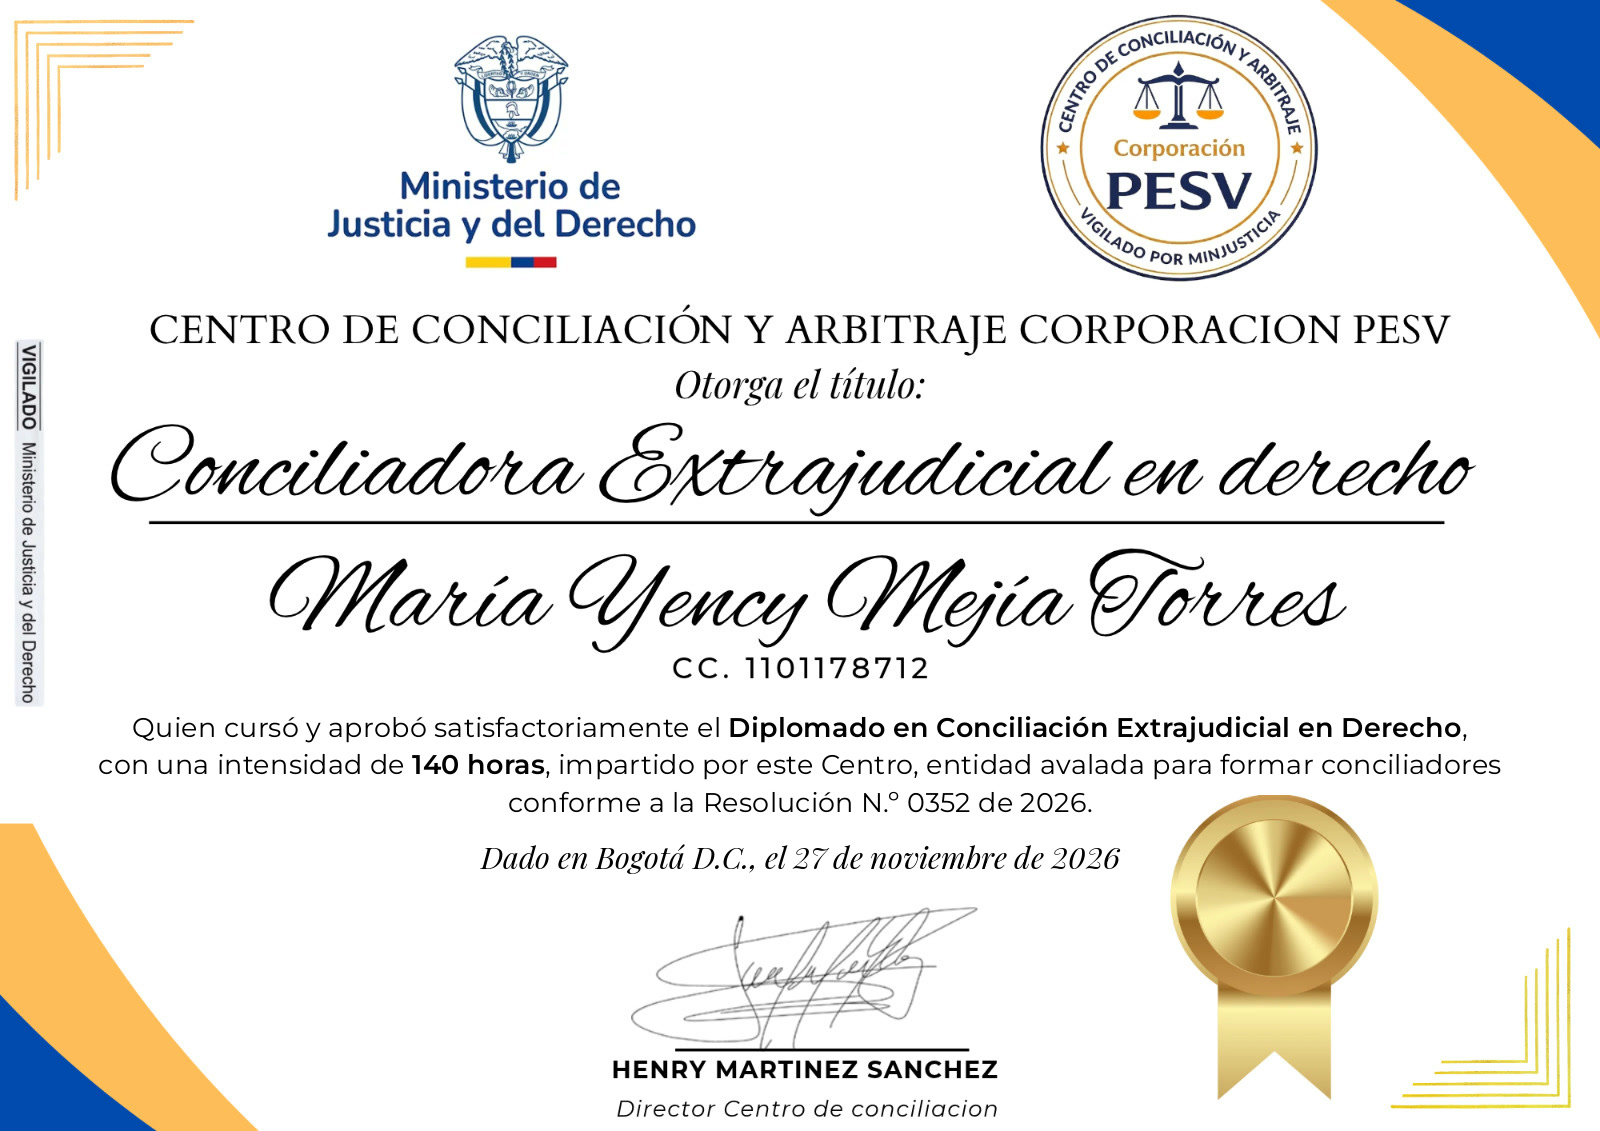 Ministerio de
Justicia y del Derecho
CENTRO DE CONCILIACIÓN Y ARBITRAJE
Corporación
PESV
VIGILADO POR MINJUSTICIA
CENTRO DE CONCILIACIÓN Y ARBITRAJE CORPORACION PESV
Otorga el título:
Conciliadora Extrajudicial en derecho
María Yency Mejía Torres
CC. 1101178712
VIGILADO Ministerio de Justicia y del Derecho
Quien cursó y aprobó satisfactoriamente el Diplomado en Conciliación Extrajudicial en Derecho,
con una intensidad de 140 horas, impartido por este Centro, entidad avalada para formar conciliadores
conforme a la Resolución N.º 0352 de 2026.
Dado en Bogotá D.C., el 27 de noviembre de 2026
HENRY MARTINEZ SANCHEZ
Director Centro de conciliacion